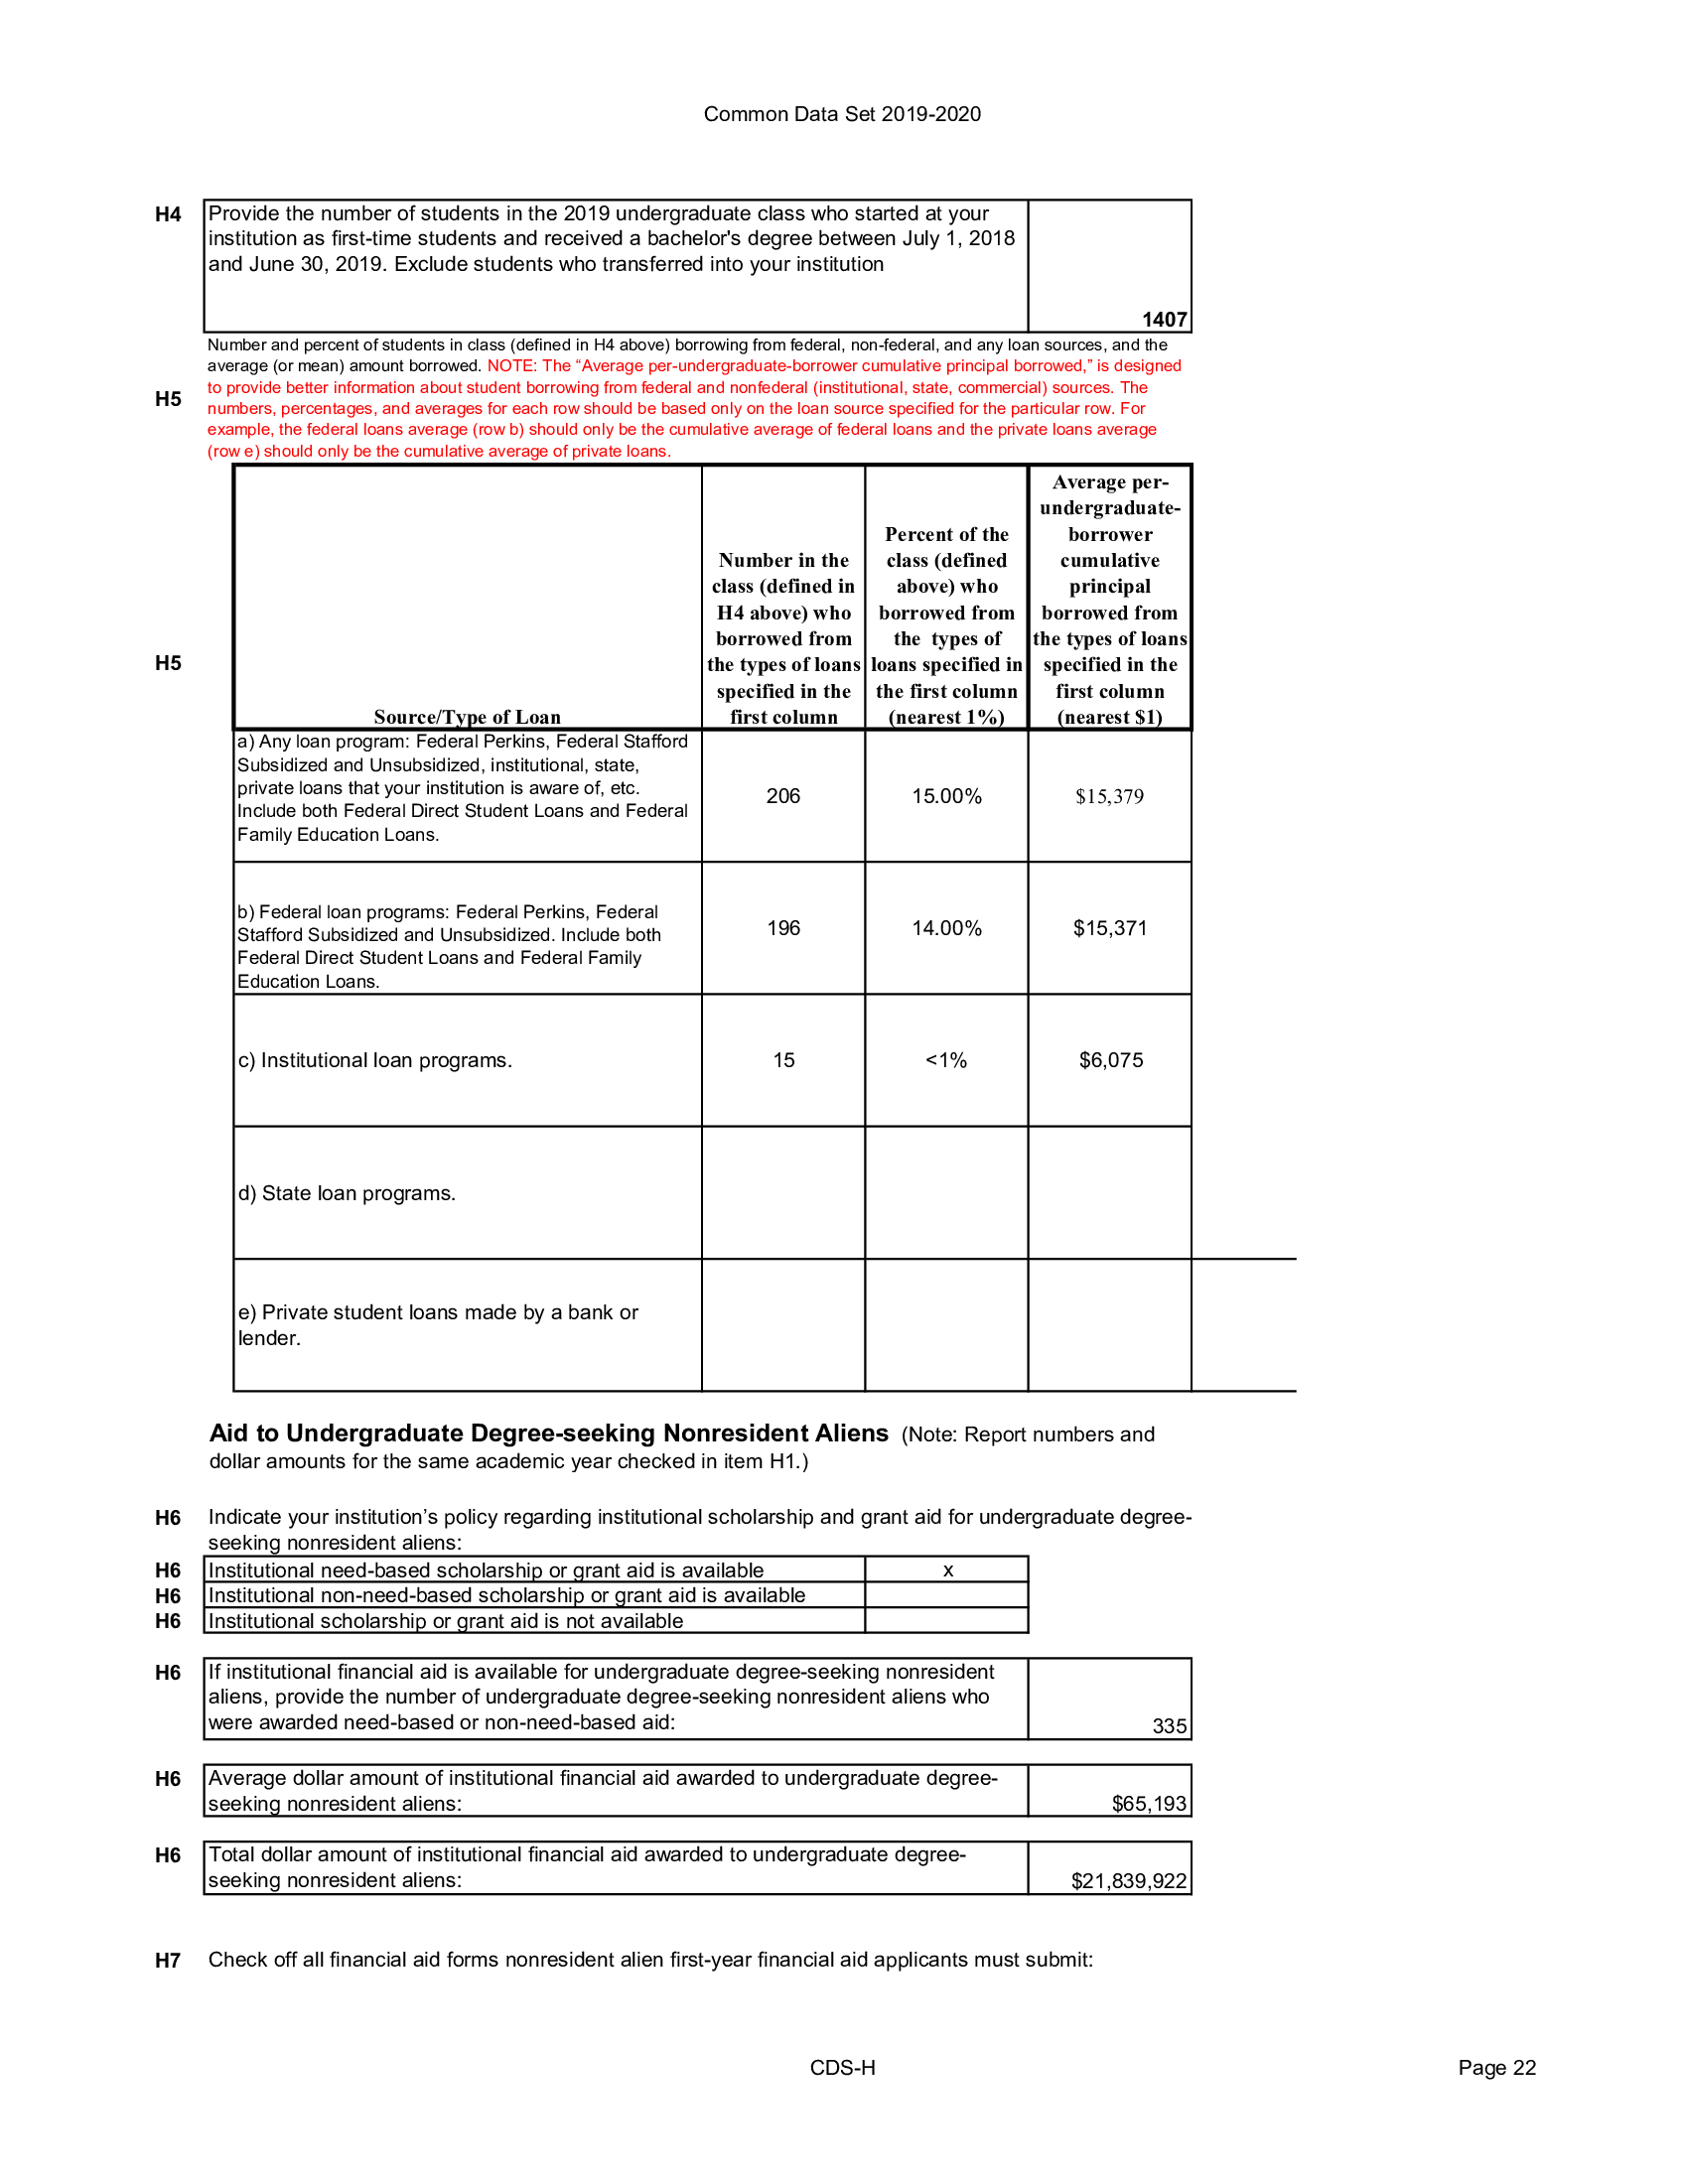 Common Data Set 2019-2020
H4
Provide the number of students in the 2019 undergraduate class who started at your
institution as first-time students and received a bachelor's degree between July 1, 2018
and June 30, 2019. Exclude students who transferred into your institution
1407
Number and percent of students in class (defined in H4 above) borrowing from federal, non-federal, and any loan sources, and the
average (or mean) amount borrowed. NOTE: The “Average per-undergraduate-borrower cumulative principal borrowed,” is designed
to provide better information about student borrowing from federal and nonfederal (institutional, state, commercial) sources. The
H5
numbers, percentages, and averages for each row should be based only on the loan source specified for the particular row. For
example, the federal loans average (row b) should only be the cumulative average of federal loans and the private loans average
(row e) should only be the cumulative average of private loans.
H5
Source/Type of Loan
Number in the
class (defined in
H4 above) who
borrowed from
the types of loans
specified in the
first column
Percent of the
class (defined
above) who
borrowed from
the types of
loans specified in
the first column
(nearest 1%)
Average per-
undergraduate-
borrower
cumulative
principal
borrowed from
the types of loans
specified in the
first column
(nearest $1)
a) Any loan program: Federal Perkins, Federal Stafford
Subsidized and Unsubsidized, institutional, state,
private loans that your institution is aware of, etc.
Include both Federal Direct Student Loans and Federal
Family Education Loans.
206
15.00%
$15,379
b) Federal loan programs: Federal Perkins, Federal
Stafford Subsidized and Unsubsidized. Include both
Federal Direct Student Loans and Federal Family
Education Loans.
196
14.00%
$15,371
c) Institutional loan programs.
15
<1%
$6,075
d) State loan programs.
e) Private student loans made by a bank or
lender.
Aid to Undergraduate Degree-seeking Nonresident Aliens (Note: Report numbers and
dollar amounts for the same academic year checked in item H1.)
H6
Indicate your institution’s policy regarding institutional scholarship and grant aid for undergraduate degree-
seeking nonresident aliens:
H6 Institutional need-based scholarship or grant aid is available x
H6 Institutional non-need-based scholarship or grant aid is available
H6 Institutional scholarship or grant aid is not available
H6
If institutional financial aid is available for undergraduate degree-seeking nonresident
aliens, provide the number of undergraduate degree-seeking nonresident aliens who
were awarded need-based or non-need-based aid:
335
H6
Average dollar amount of institutional financial aid awarded to undergraduate degree-
seeking nonresident aliens:
$65,193
H6
Total dollar amount of institutional financial aid awarded to undergraduate degree-
seeking nonresident aliens:
$21,839,922
H7 Check off all financial aid forms nonresident alien first-year financial aid applicants must submit:
CDS-H
Page 22